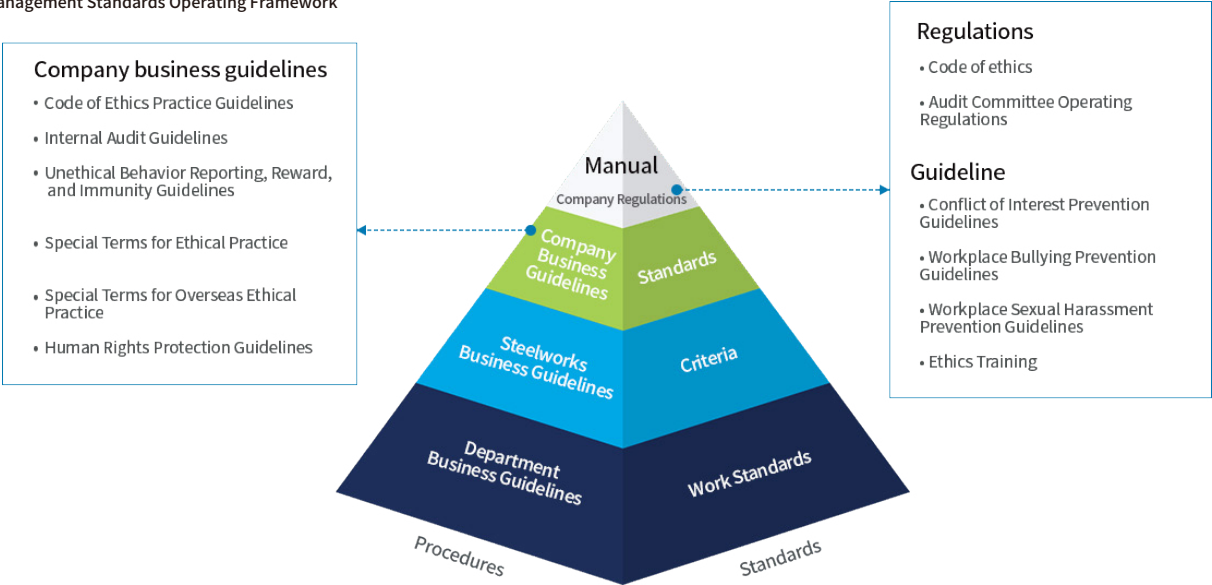 Management Standards Operating Framework
Company business guidelines
• Code of Ethics Practice Guidelines
• Internal Audit Guidelines
• Unethical Behavior Reporting, Reward,
and Immunity Guidelines
• Special Terms for Ethical Practice
• Special Terms for Overseas Ethical
Practice
• Human Rights Protection Guidelines
Manual
Company Regulations
Company
Business
Guidelines
Standards
Steelworks
Business Guidelines
Criteria
Department
Business Guidelines
Work Standards
Procedures
Standards
Regulations
• Code of ethics
• Audit Committee Operating
Regulations
Guideline
• Conflict of Interest Prevention
Guidelines
• Workplace Bullying Prevention
Guidelines
• Workplace Sexual Harassment
Prevention Guidelines
• Ethics Training